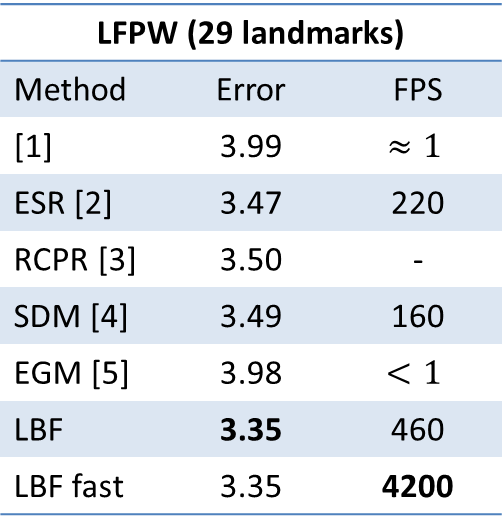 LFPW (29 landmarks)
Method Error FPS
[1] 3.99 ≈ 1
ESR [2] 3.47 220
RCPR [3] 3.50 -
SDM [4] 3.49 160
EGM [5] 3.98 < 1
LBF 3.35 460
LBF fast 3.35 4200